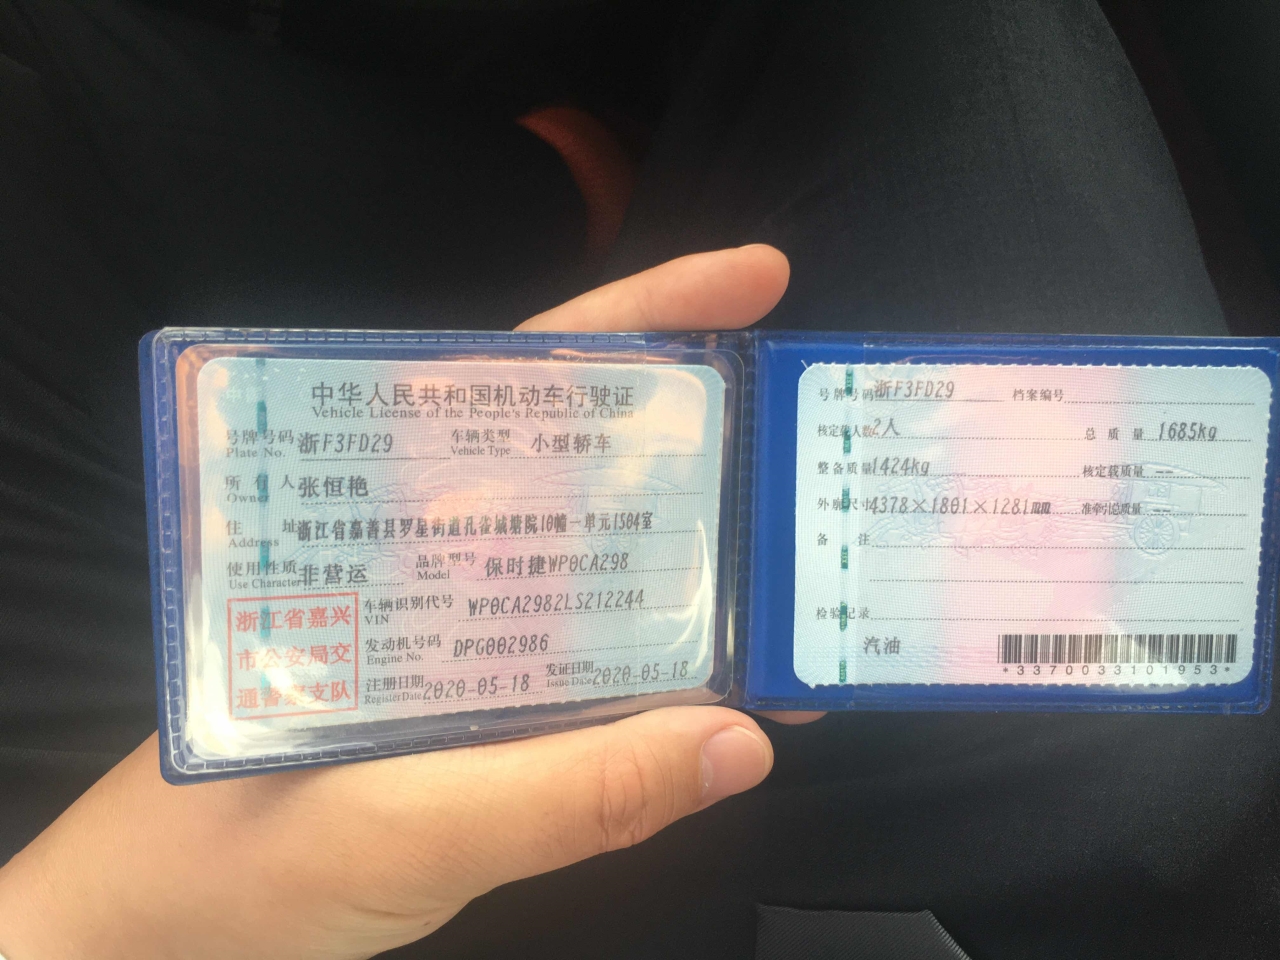 中华人民共和国机动车行驶证
Vehicle License of the People's Republic of China
号牌号码 浙F3FD29 车辆类型 小型轿车
Plate No. Vehicle Type
所有人 张恒艳
Owner
住址 浙江省嘉善县罗星街道孔雀城塘院10幢一单元1504室
Address
使用性质 非营运 品牌型号 保时捷WP0CA298
Use Character Model
浙江省嘉兴
市公安局交
通警察支队
车辆识别代号 WP0CA2982LS212244
VIN
发动机号码 DPG002986
Engine No.
注册日期 2020-05-18 发证日期 2020-05-18
Register Date Issue Date
号牌号码 浙F3FD29 档案编号
核定载人数 2人 总质量 1685kg
整备质量 1424kg 核定载质量 --
外廓尺寸 4378×1801×1281mm 准牵引总质量 --
备注
检验记录
汽油
*3370033101953*